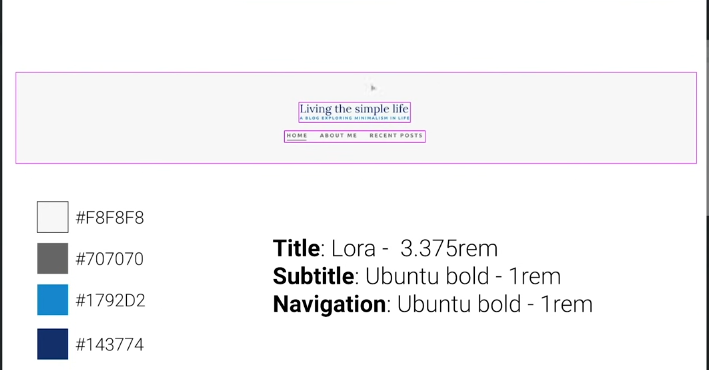 Living the simple life
A BLOG EXPLORING MINIMALISM IN LIFE
HOME ABOUT ME RECENT POSTS
#F8F8F8
#707070
#1792D2
#143774
Title: Lora - 3.375rem
Subtitle: Ubuntu bold - 1rem
Navigation: Ubuntu bold - 1rem